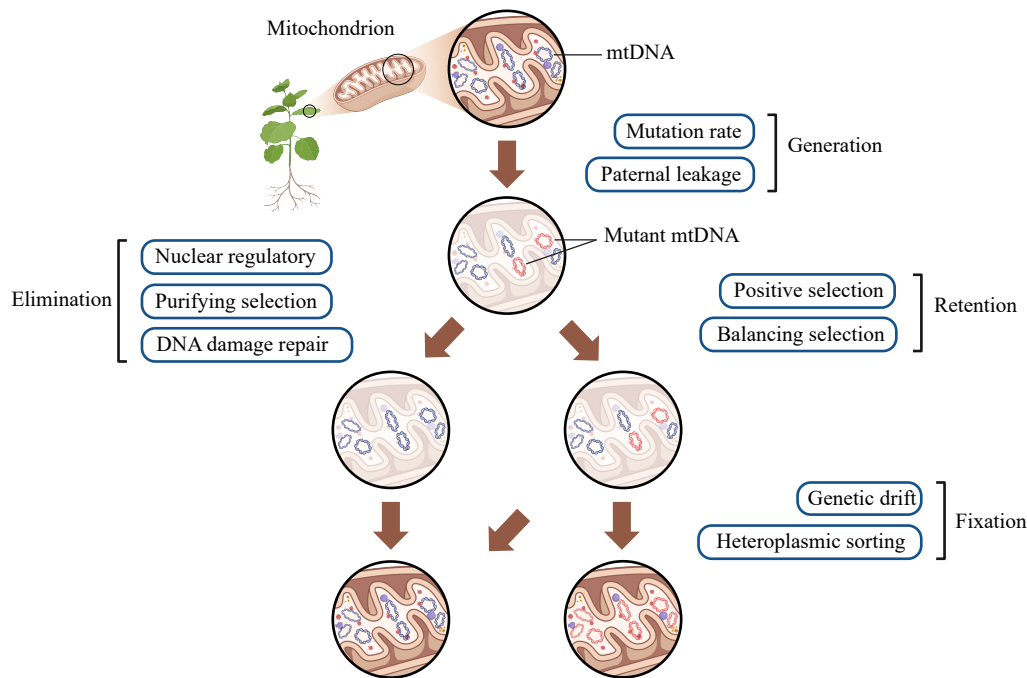 Mitochondrion
mtDNA
Mutation rate
Generation
Paternal leakage
Mutant mtDNA
Nuclear regulatory
Elimination
Purifying selection
DNA damage repair
Positive selection
Retention
Balancing selection
Genetic drift
Fixation
Heteroplasmic sorting